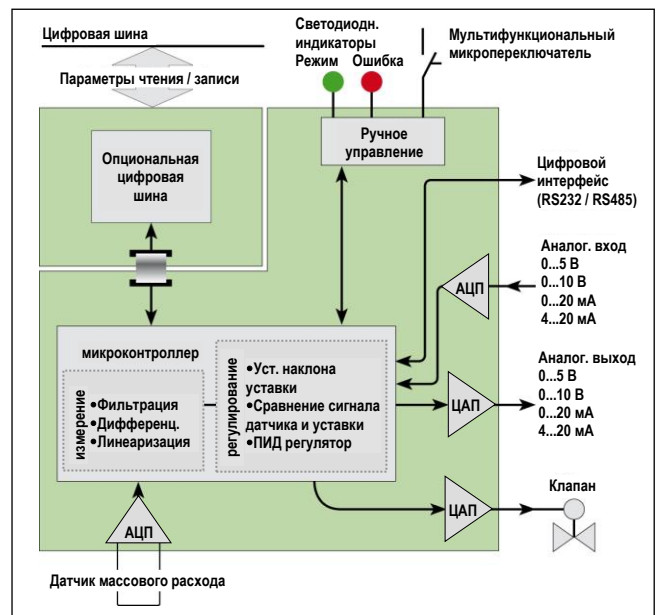 Цифровая шина
Параметры чтения / записи
Светодиодн.
индикаторы
Режим Ошибка
Мультифункциональный
микропереключатель
Опциональная
цифровая
шина
Ручное
управление
Цифровой
интерфейс
(RS232 / RS485)
Аналог. вход
0...5 В
0...10 В
0...20 мА
4...20 мА
АЦП
микроконтроллер
измерение
•Фильтрация
•Дифференц.
•Линеаризация
регулирование
•Уст. наклона
уставки
•Сравнение сигнала
датчика и уставки
•ПИД регулятор
ЦАП
Аналог. выход
0...5 В
0...10 В
0...20 мА
4...20 мА
ЦАП
Клапан
АЦП
Датчик массового расхода